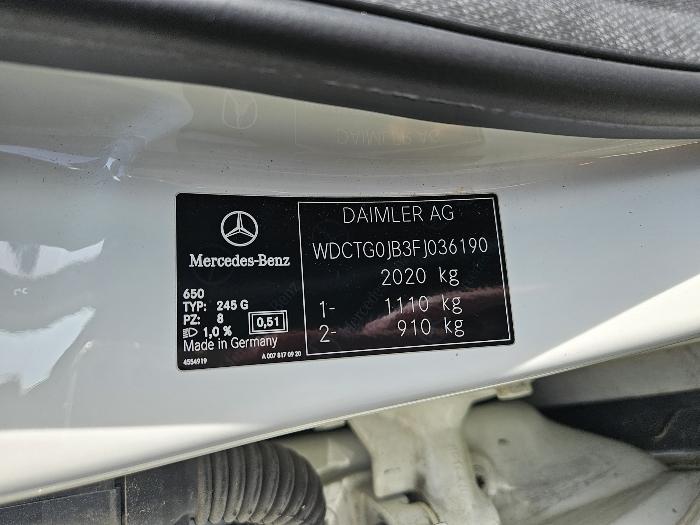 Mercedes-Benz
650
TYP: 245 G
PZ: 8
1,0 %
0,51
Made in Germany
4554919
A 007 817 09 20
DAIMLER AG
WDCTG0JB3FJ036190
2020 kg
1- 1110 kg
2- 910 kg